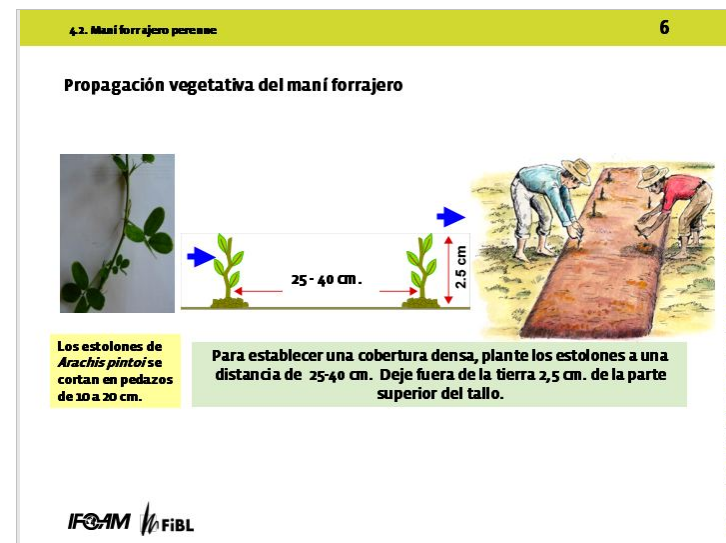 4.2. Maní forrajero perenne
6
Propagación vegetativa del maní forrajero
25 - 40 cm.
2.5 cm
Los estolones de
Arachis pintoi se
cortan en pedazos
de 10 a 20 cm.
Para establecer una cobertura densa, plante los estolones a una
distancia de 25-40 cm. Deje fuera de la tierra 2,5 cm. de la parte
superior del tallo.
IFOAM FiBL